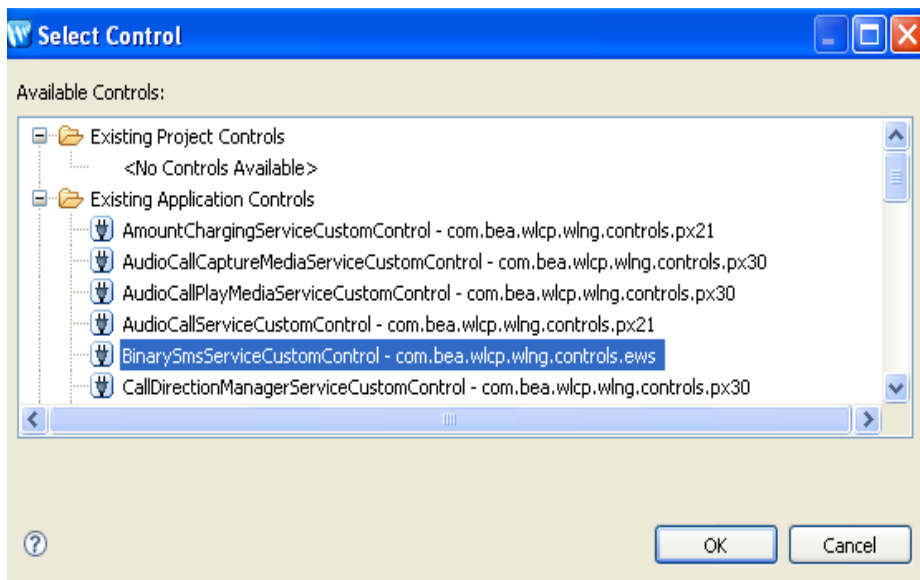 Select Control
Available Controls:
Existing Project Controls
<No Controls Available>
Existing Application Controls
AmountChargingServiceCustomControl - com.bea.wlcp.wlng.controls.px21
AudioCallCaptureMediaServiceCustomControl - com.bea.wlcp.wlng.controls.px30
AudioCallPlayMediaServiceCustomControl - com.bea.wlcp.wlng.controls.px30
AudioCallServiceCustomControl - com.bea.wlcp.wlng.controls.px21
BinarySmsServiceCustomControl - com.bea.wlcp.wlng.controls.ews
CallDirectionManagerServiceCustomControl - com.bea.wlcp.wlng.controls.px30
? OK Cancel